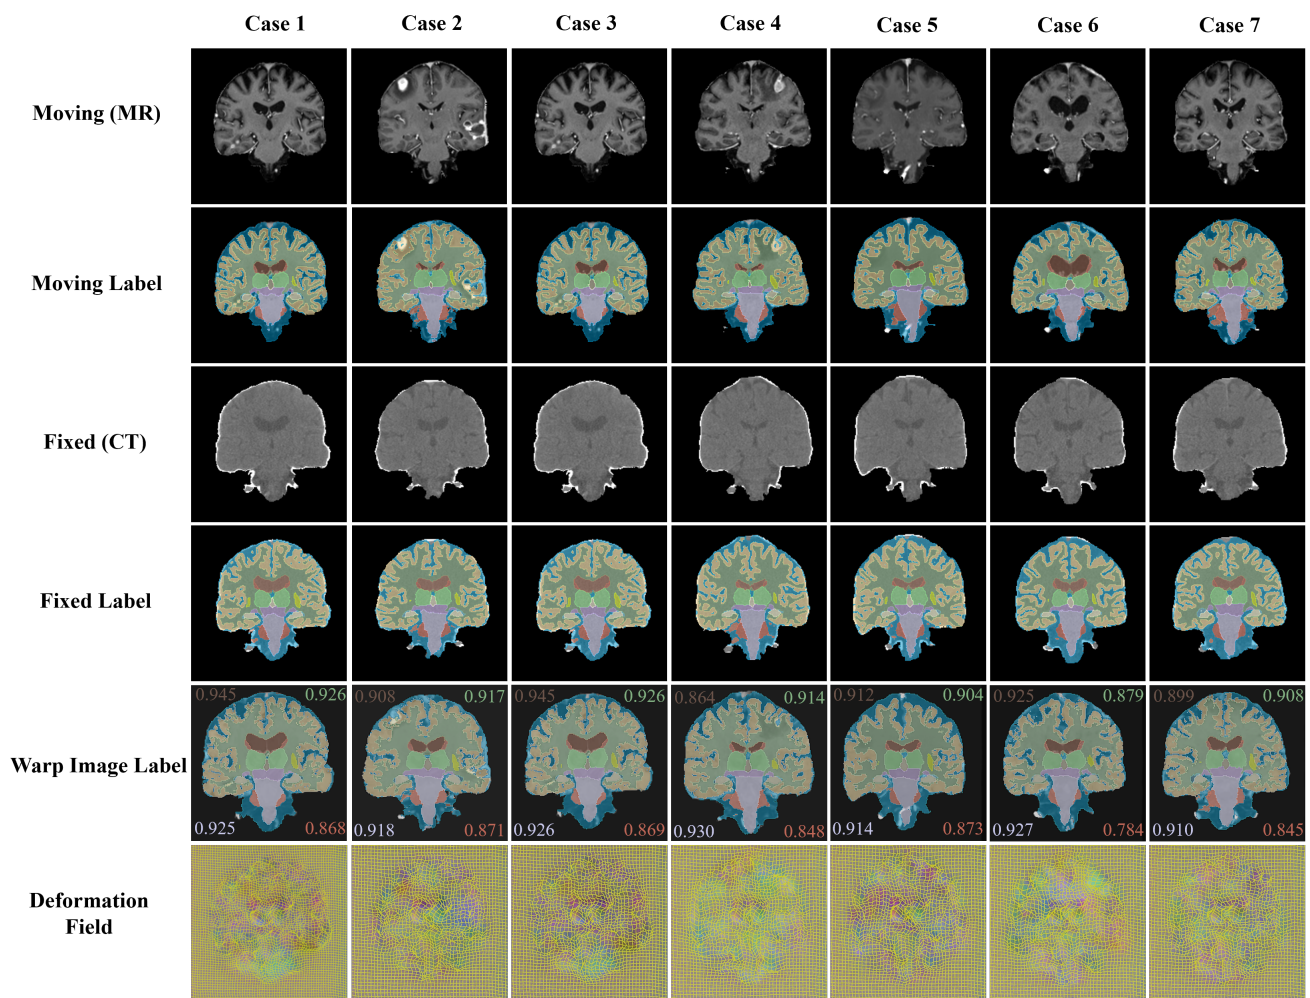 Case 1 Case 2 Case 3 Case 4 Case 5 Case 6 Case 7
Moving (MR)
Moving Label
Fixed (CT)
Fixed Label
0.945 0.926 0.908 0.917 0.945 0.926 0.864 0.914 0.912 0.904 0.925 0.879 0.899 0.908
Warp Image Label
0.925 0.868 0.918 0.871 0.926 0.869 0.930 0.848 0.914 0.873 0.927 0.784 0.910 0.845
Deformation
Field